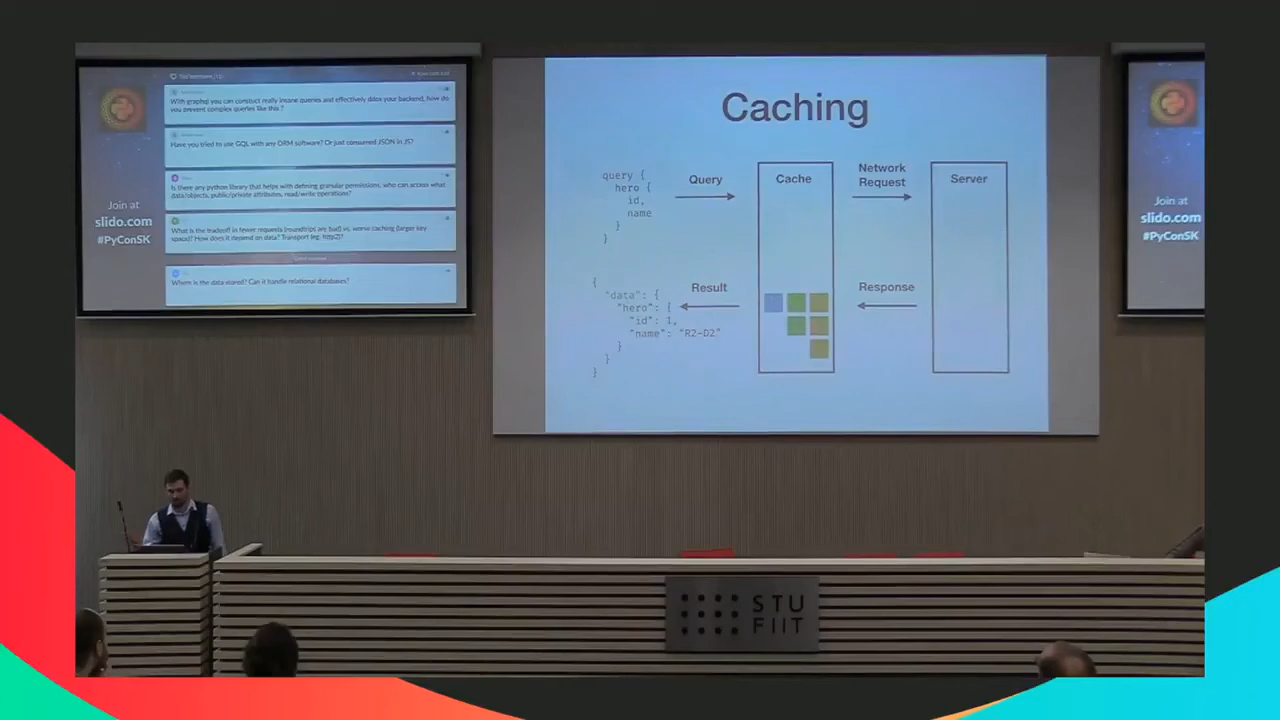 Join at
slido.com
#PyConSK
With graphql you can construct really insane queries and effectively ddos your backend, how do
you prevent complex queries like this ?
Have you tried to use GQL with any ORM software? Or just consumed JSON in JS?
Is there any python library that helps with defining granular permissions, who can access what
data/objects, public/private attributes, read/write operations?
What is the tradeoff in fewer requests (roundtrips are bad) vs. worse caching (larger key
space)? How does it depend on data? Transport (eg. http2)?
Where is the data stored? Can it handle relational databases?
Caching
query {
hero {
id,
name
}
}
Query
Cache
Network
Request
Server
{
"data": {
"hero": {
"id": 1,
"name": "R2-D2"
}
}
}
Result
Response
Join at
slido.com
#PyConSK
STU
FIIT